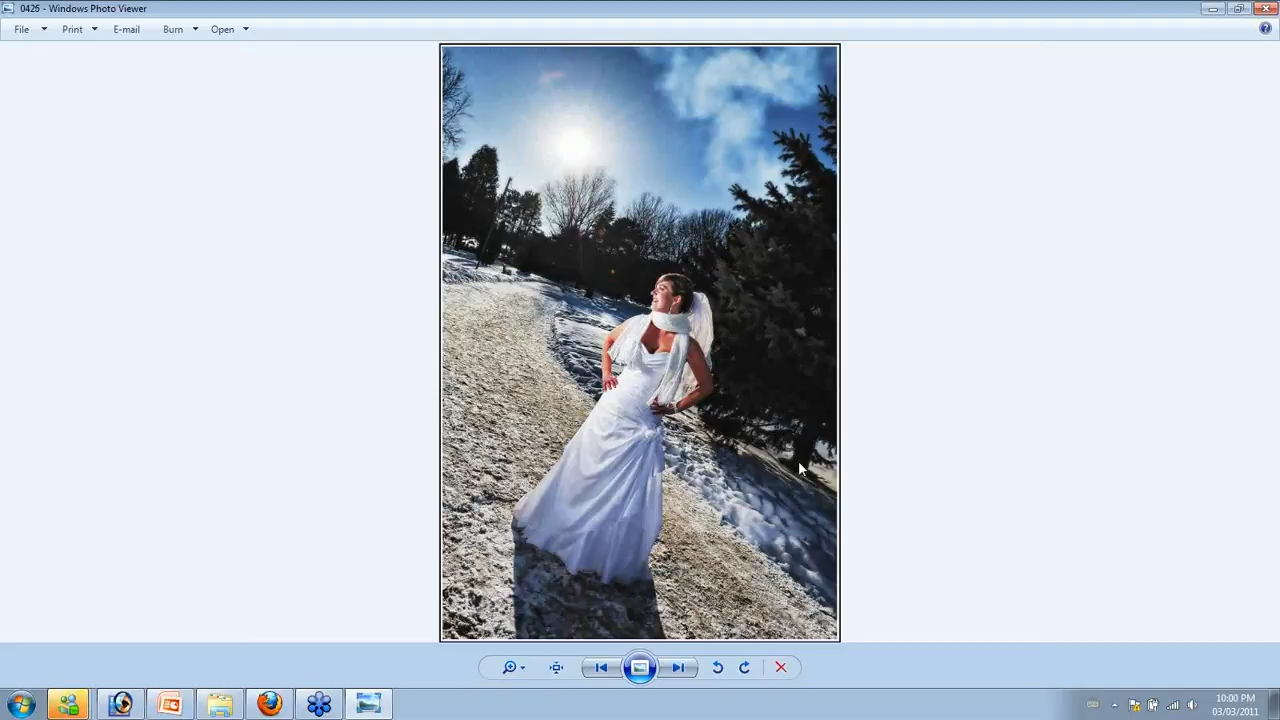 0426 - Windows Photo Viewer
File Print E-mail Burn Open
10:00 PM
03/03/2011